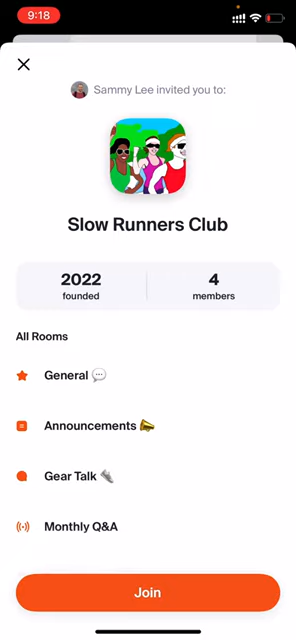 9:18
Sammy Lee invited you to:
Slow Runners Club
2022
founded
4
members
All Rooms
General 💬
Announcements 📣
Gear Talk 👟
Monthly Q&A
Join